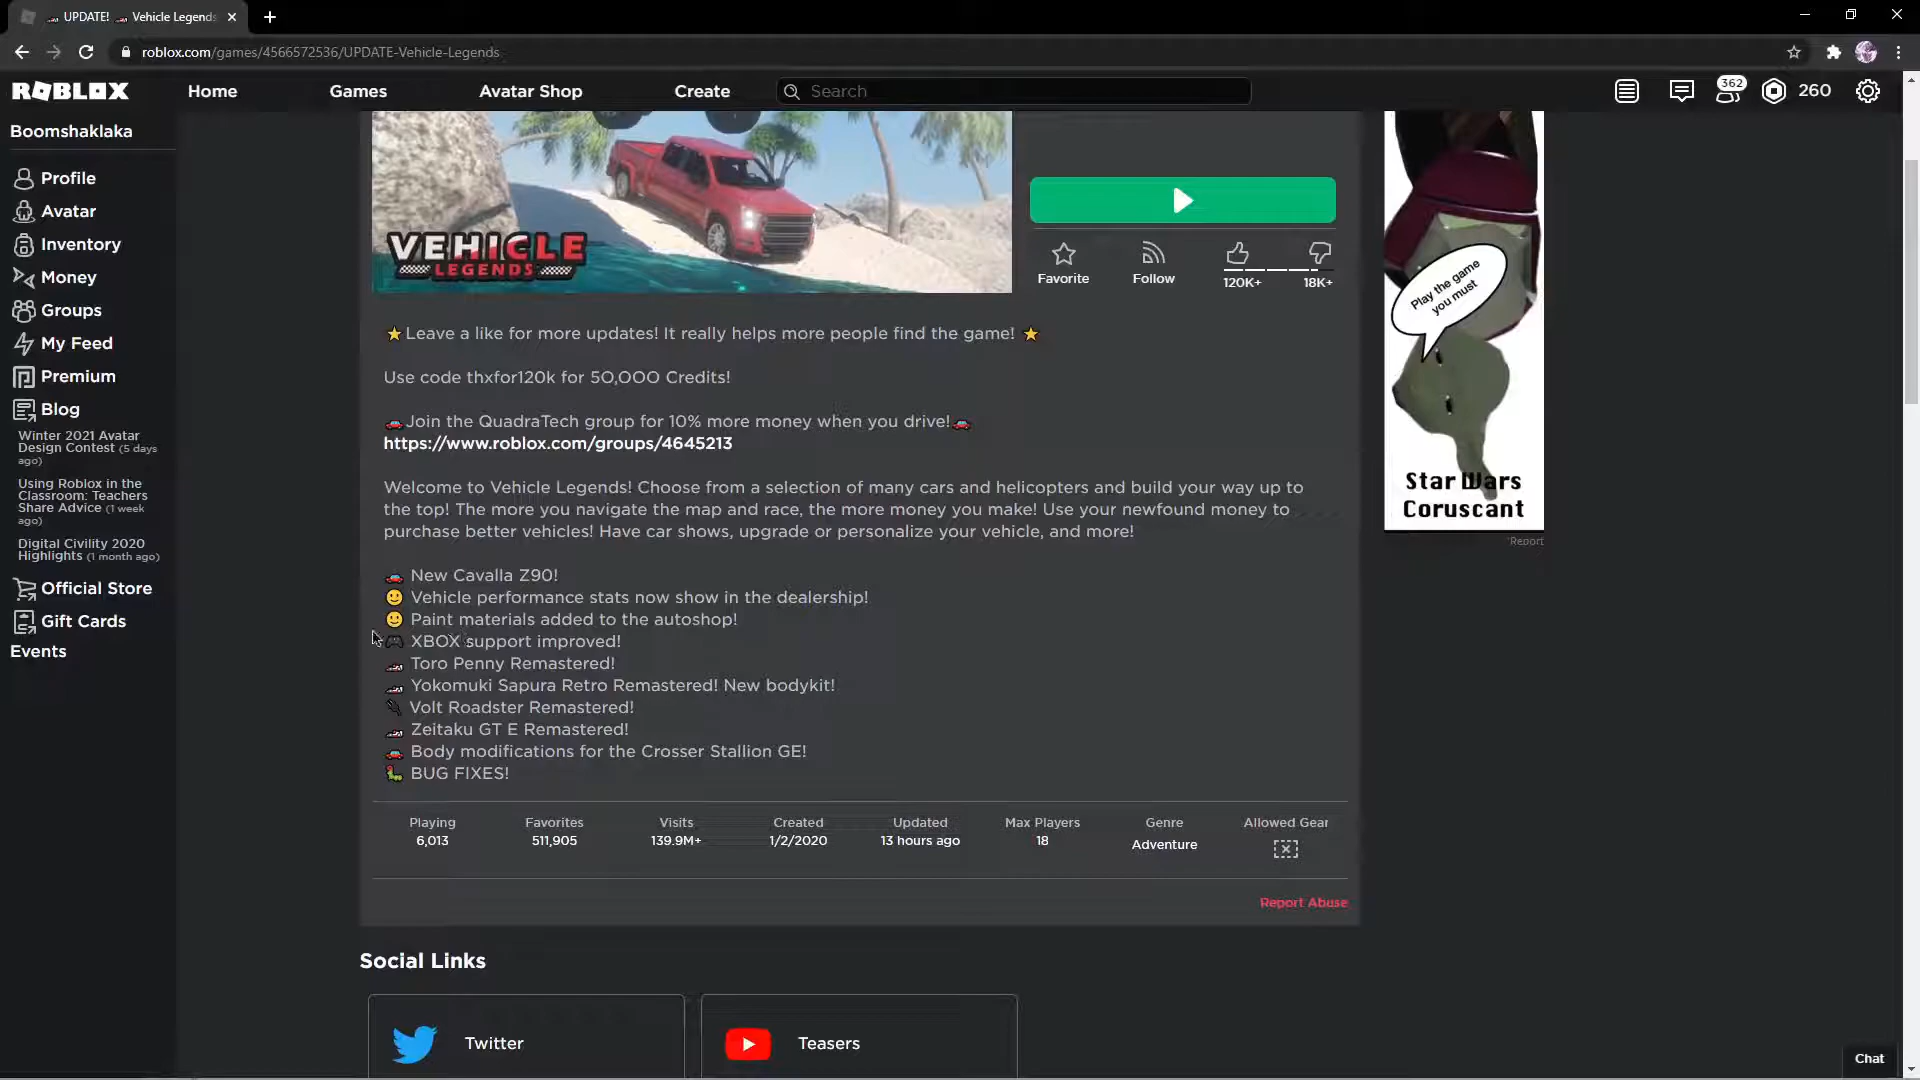 UPDATE! Vehicle Legends
roblox.com/games/4566572536/UPDATE-Vehicle-Legends
ROBLOX
Home
Games
Avatar Shop
Create
Search
362
260
Boomshaklaka
Profile
Avatar
Inventory
Money
Groups
My Feed
Premium
Blog
Winter 2021 Avatar
Design Contest (5 days
ago)
Using Roblox in the
Classroom: Teachers
Share Advice (1 week
ago)
Digital Civility 2020
Highlights (1 month ago)
Official Store
Gift Cards
Events
VEHICLE
LEGENDS
Favorite
Follow
120K+
18K+
⭐Leave a like for more updates! It really helps more people find the game! ⭐
Use code thxfor120k for 50,000 Credits!
🚗Join the QuadraTech group for 10% more money when you drive!🚗
https://www.roblox.com/groups/4645213
Welcome to Vehicle Legends! Choose from a selection of many cars and helicopters and build your way up to
the top! The more you navigate the map and race, the more money you make! Use your newfound money to
purchase better vehicles! Have car shows, upgrade or personalize your vehicle, and more!
🚗 New Cavalla Z90!
🙂 Vehicle performance stats now show in the dealership!
🙂 Paint materials added to the autoshop!
🎮 XBOX support improved!
🏎 Toro Penny Remastered!
🏎 Yokomuki Sapura Retro Remastered! New bodykit!
🔌 Volt Roadster Remastered!
🏎 Zeitaku GT E Remastered!
🚗 Body modifications for the Crosser Stallion GE!
🐛 BUG FIXES!
Playing
6,013
Favorites
511,905
Visits
139.9M+
Created
1/2/2020
Updated
13 hours ago
Max Players
18
Genre
Adventure
Allowed Gear
Report Abuse
Social Links
Twitter
Teasers
Play the game
you must
Star Wars
Coruscant
Report
Chat